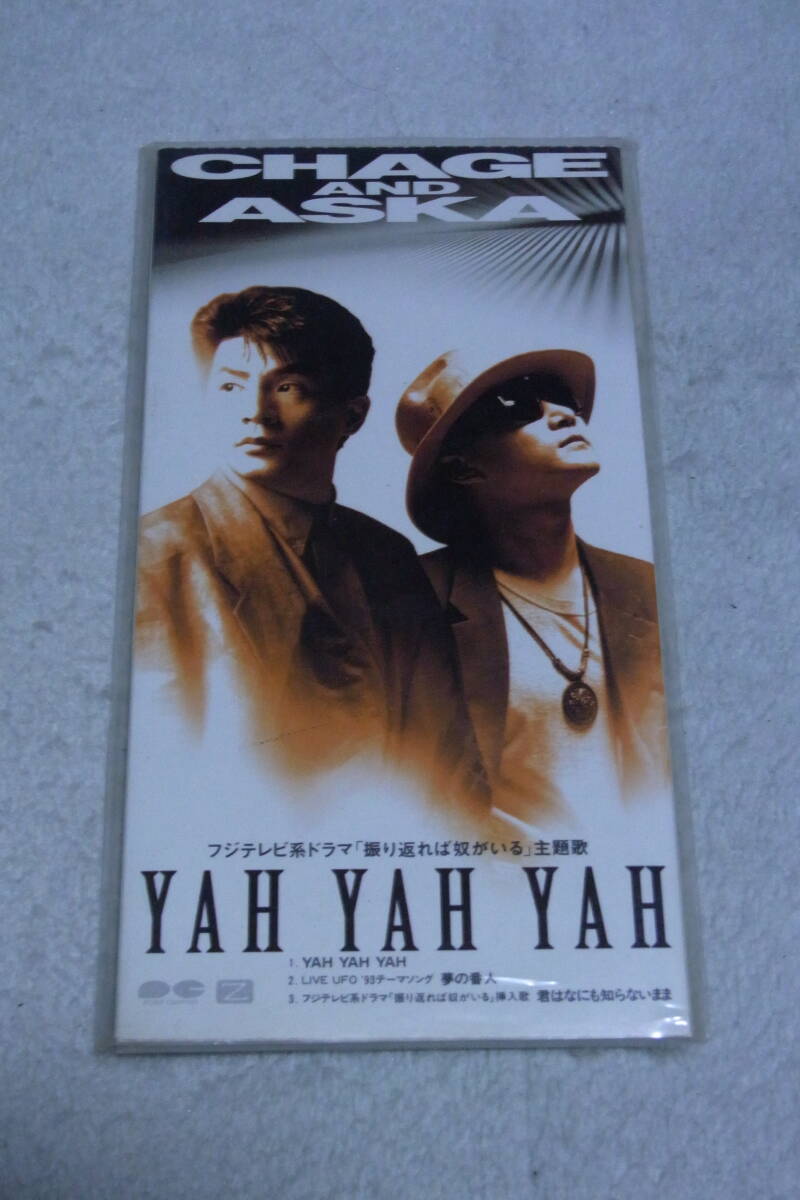 CHAGE
AND
ASKA
フジテレビ系ドラマ「振り返れば奴がいる」主題歌
YAH YAH YAH
1. YAH YAH YAH
2. LIVE UFO '93テーマソング 夢の番人
3. フジテレビ系ドラマ「振り返れば奴がいる」挿入歌 君はなにも知らないまま